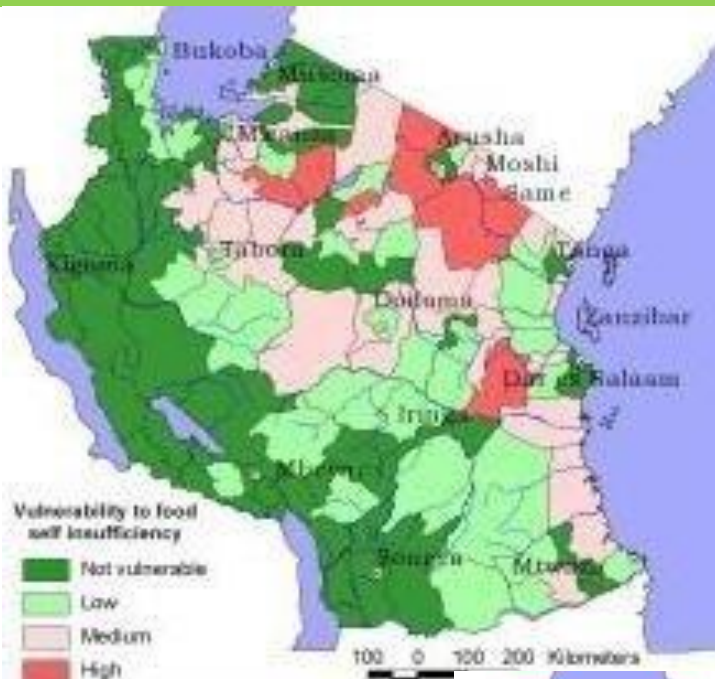 Bukoba
Musoma
Mwanza
Arusha
Moshi
Same
Kigoma
Tabora
Tanga
Dodoma
Zanzibar
Dar es Salaam
Iringa
Mbeya
Songea
Mtwara
Vulnerability to food
self insufficiency
Not vulnerable
Low
Medium
High
100 0 100 200 Kilometers